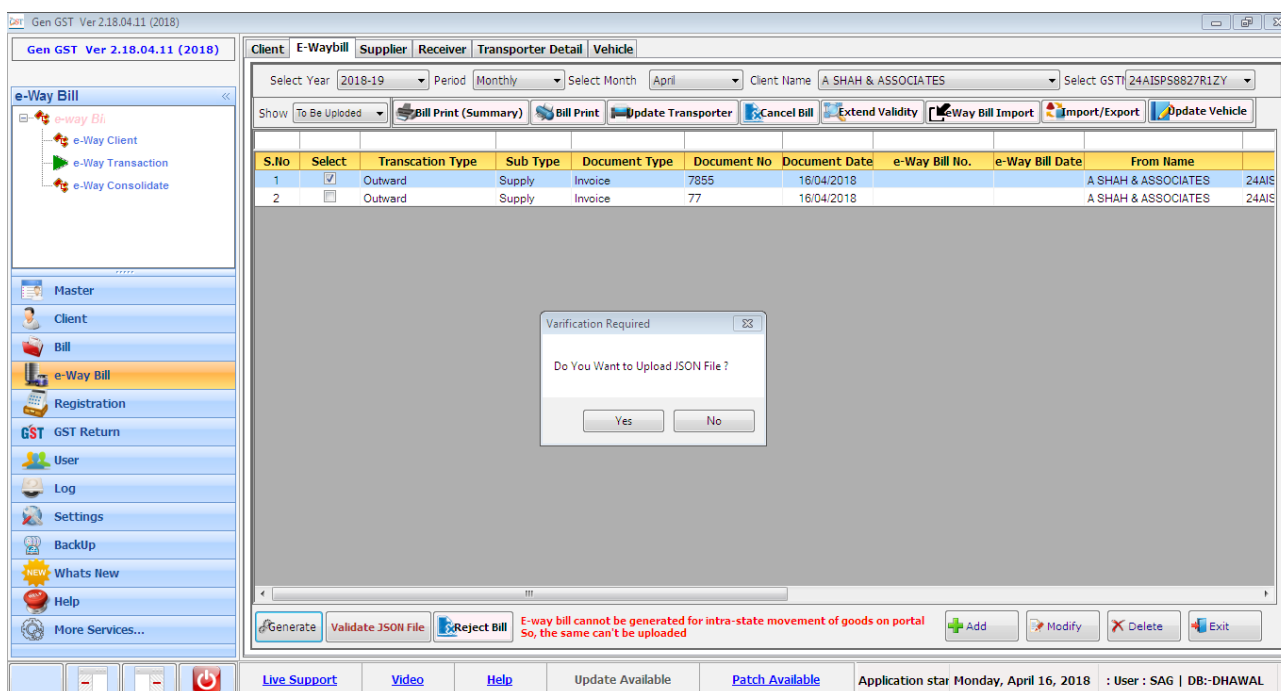 GST Gen GST Ver 2.18.04.11 (2018)
Gen GST Ver 2.18.04.11 (2018)
Client E-Waybill Supplier Receiver Transporter Detail Vehicle
Select Year 2018-19 Period Monthly Select Month April Client Name A SHAH & ASSOCIATES Select GSTN 24AISPS8827R1ZY
e-Way Bill «
Show To Be Uploded Bill Print (Summary) Bill Print Update Transporter Cancel Bill Extend Validity eWay Bill Import Import/Export Update Vehicle
e-way Bi
e-Way Client
e-Way Transaction
e-Way Consolidate
S.No Select Transcation Type Sub Type Document Type Document No Document Date e-Way Bill No. e-Way Bill Date From Name
1 Outward Supply Invoice 7855 16/04/2018 A SHAH & ASSOCIATES 24AIS
2 Outward Supply Invoice 77 16/04/2018 A SHAH & ASSOCIATES 24AIS
Master
Client
Bill
e-Way Bill
Registration
GST GST Return
User
Log
Settings
BackUp
NEW Whats New
Help
More Services...
Varification Required
Do You Want to Upload JSON File ?
Yes No
Generate Validate JSON File Reject Bill E-way bill cannot be generated for intra-state movement of goods on portal
So, the same can't be uploaded
Add Modify Delete Exit
Live Support Video Help Update Available Patch Available Application star Monday, April 16, 2018 : User : SAG | DB:-DHAWAL